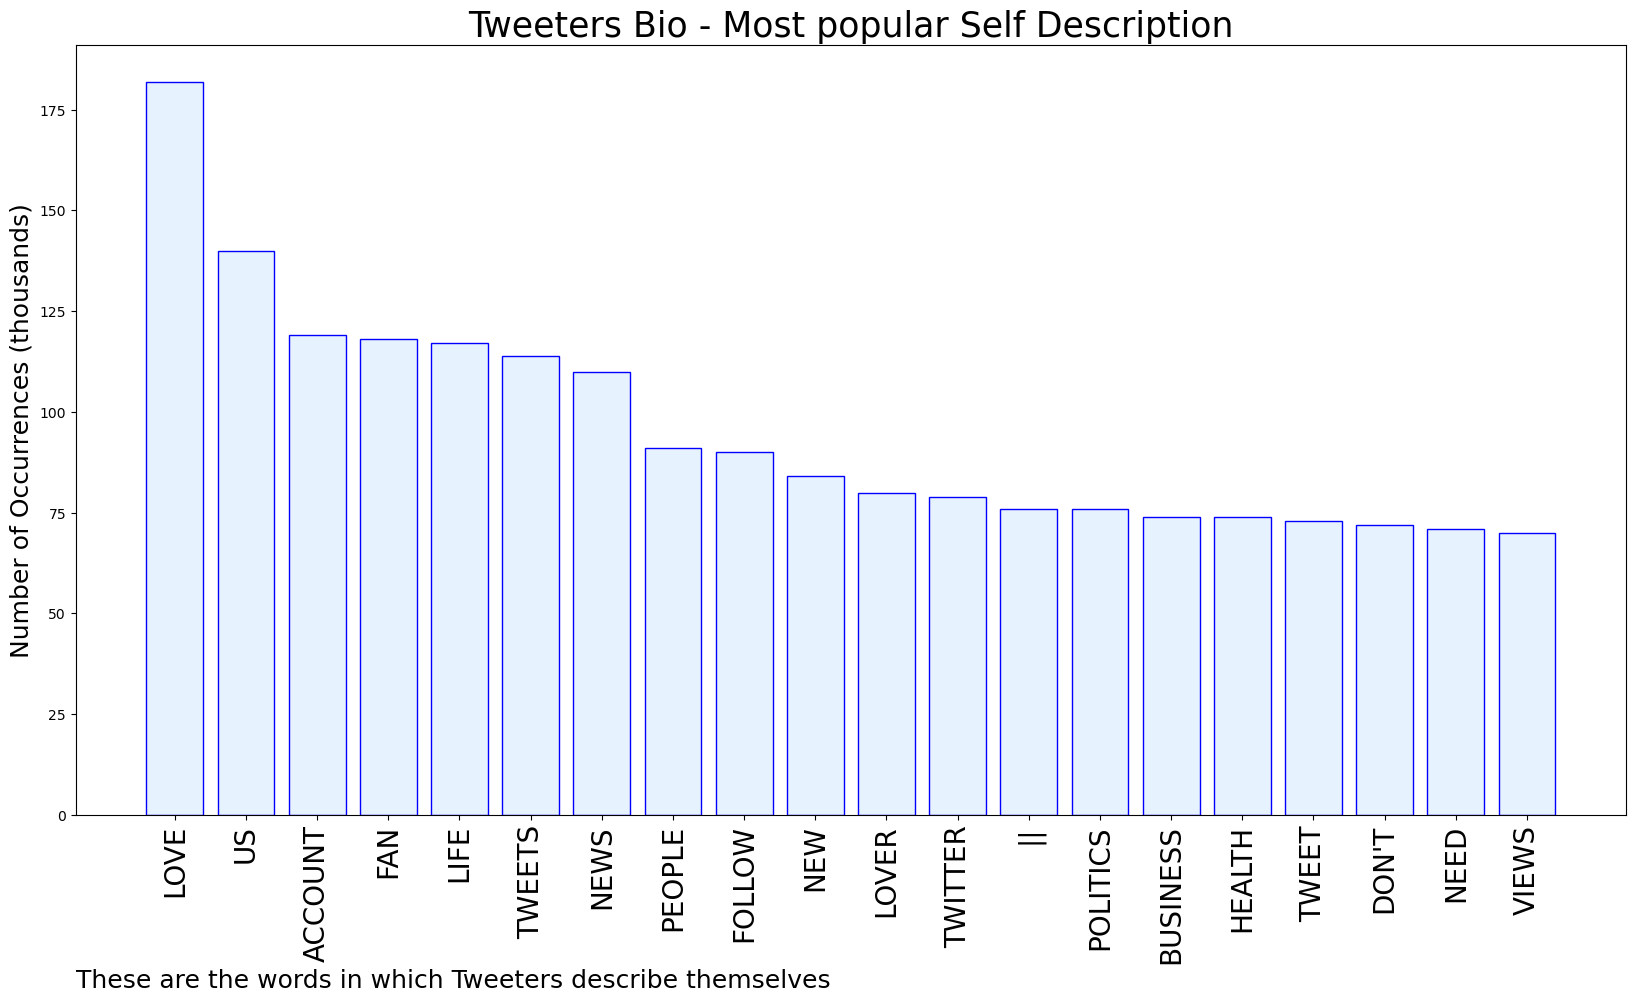 Tweeters Bio - Most popular Self Description
Number of Occurrences (thousands)
175
150
125
100
75
50
25
0
LOVE
US
ACCOUNT
FAN
LIFE
TWEETS
NEWS
PEOPLE
FOLLOW
NEW
LOVER
TWITTER
||
POLITICS
BUSINESS
HEALTH
TWEET
DON'T
NEED
VIEWS
These are the words in which Tweeters describe themselves